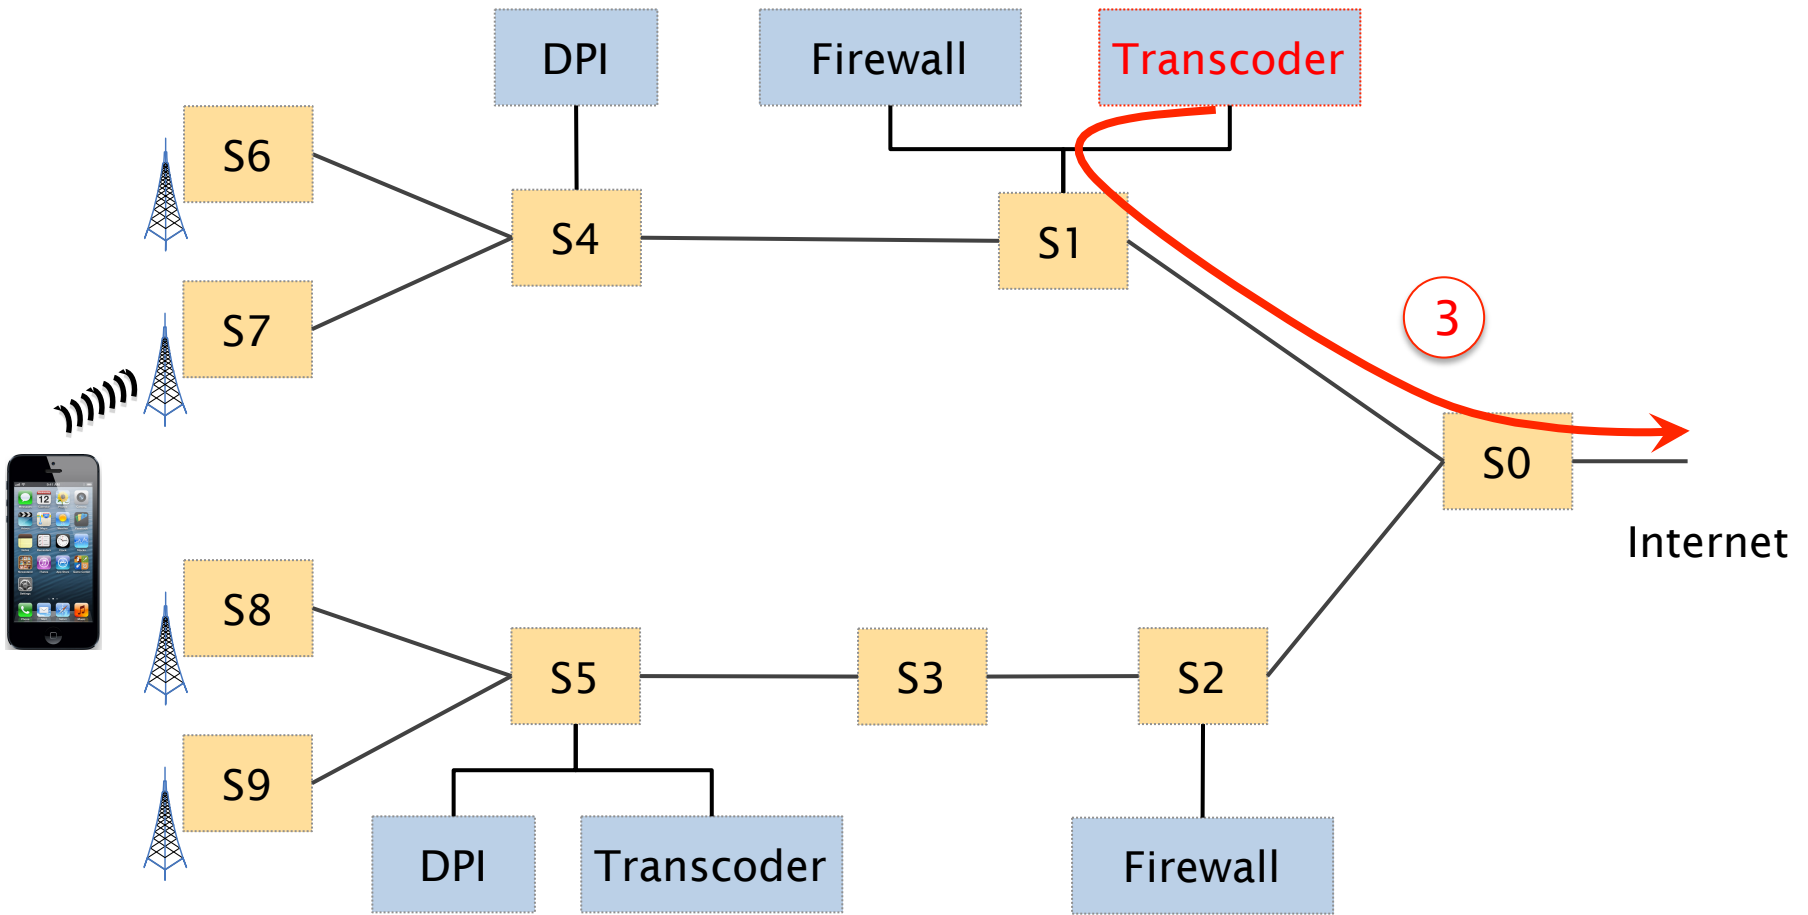 DPI
Firewall
Transcoder
S6
S4
S1
S7
3
S0
Internet
S8
S5
S3
S2
S9
DPI
Transcoder
Firewall